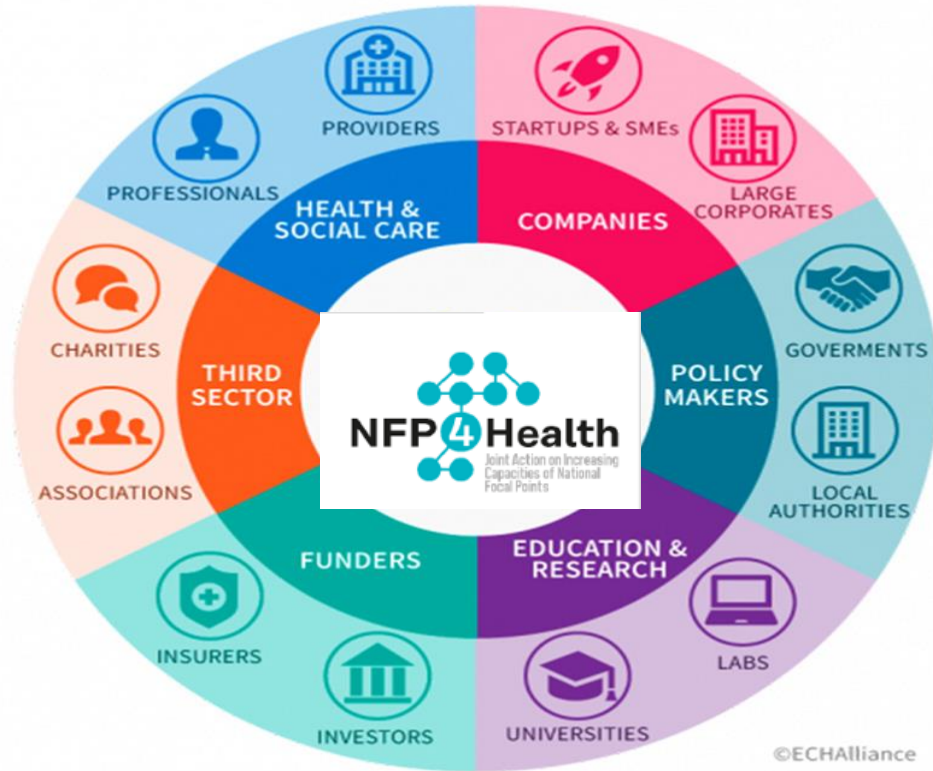 PROVIDERS
PROFESSIONALS
HEALTH &
SOCIAL CARE
STARTUPS & SMEs
LARGE
CORPORATES
COMPANIES
GOVERMENTS
LOCAL
AUTHORITIES
POLICY
MAKERS
EDUCATION &
RESEARCH
LABS
UNIVERSITIES
FUNDERS
INSURERS
INVESTORS
THIRD
SECTOR
CHARITIES
ASSOCIATIONS
NFP4Health
Joint Action on Increasing
Capacities of National
Focal Points
©ECHAlliance